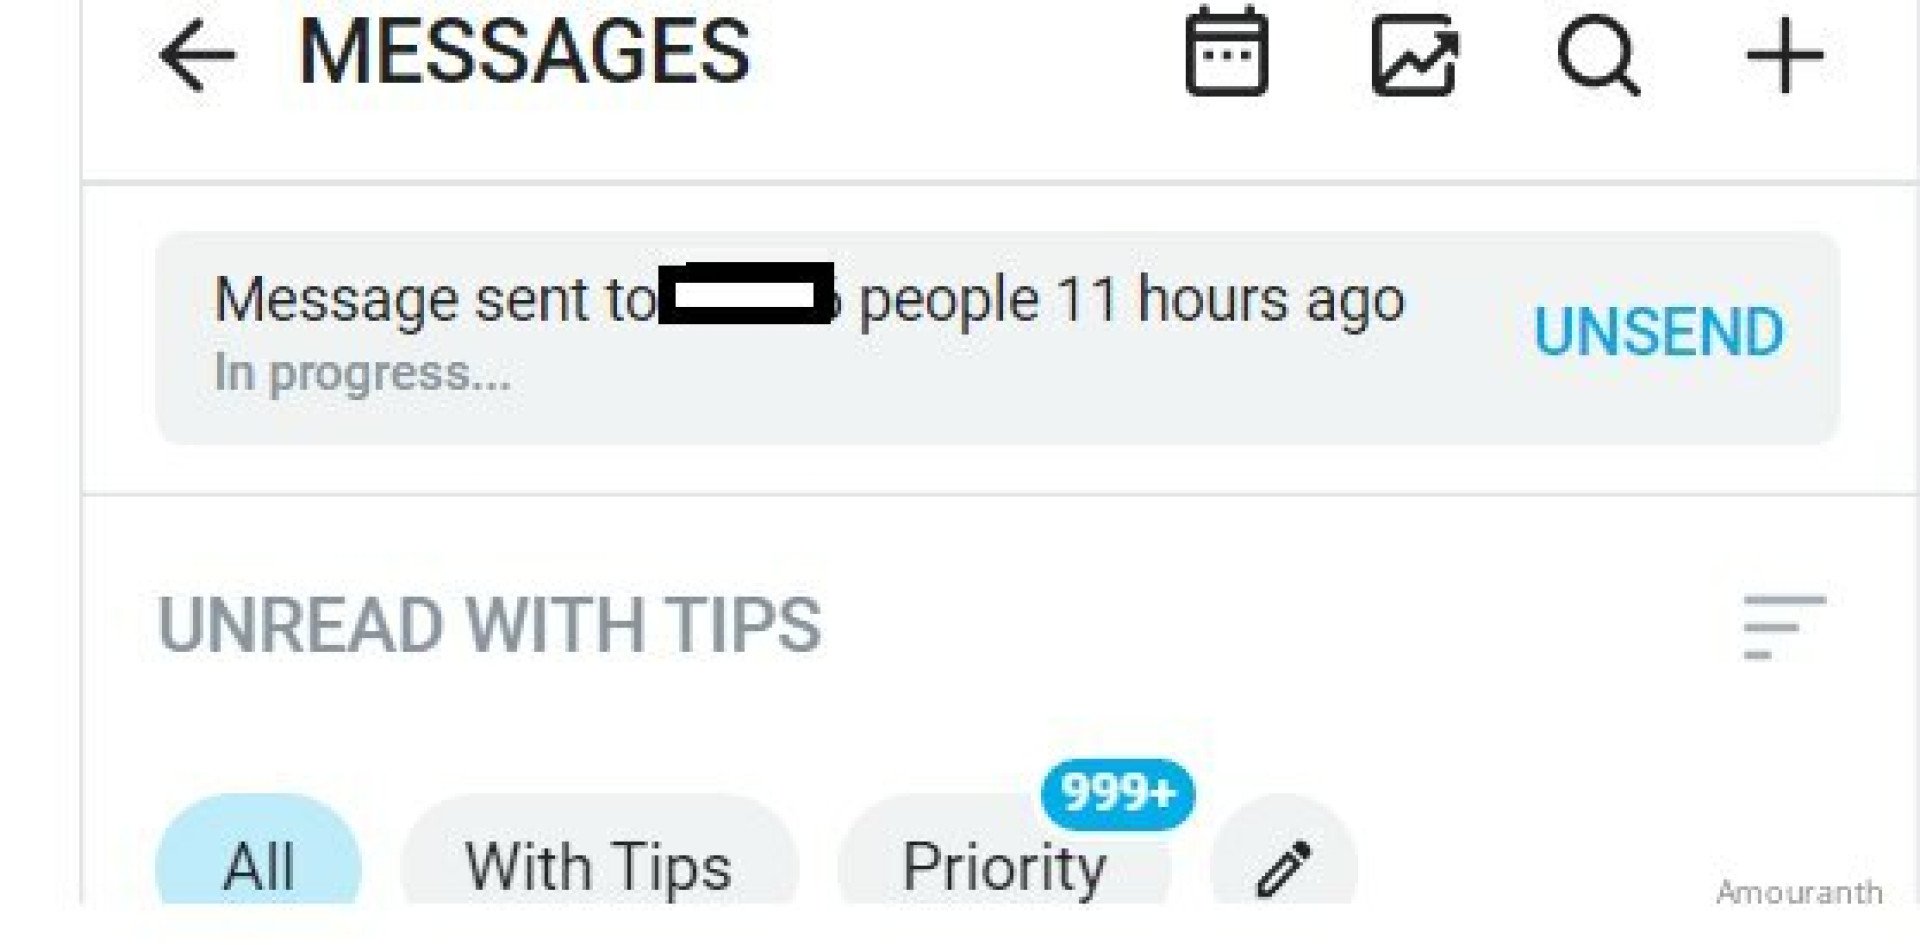 MESSAGES
Message sent to people 11 hours ago
UNSEND
In progress...
UNREAD WITH TIPS
999+
All
With Tips
Priority
Amouranth